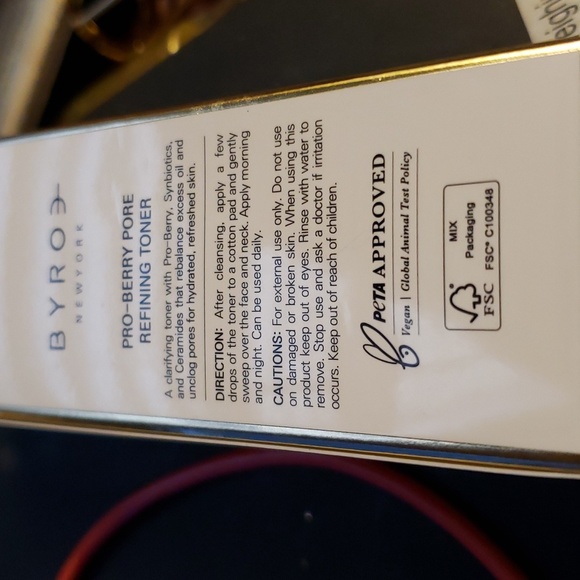 BYROE
NEW YORK
PRO-BERRY PORE
REFINING TONER
A clarifying toner with Pro-Berry, Synbiotics,
and Ceramides that rebalance excess oil and
unclog pores for hydrated, refreshed skin.
DIRECTION: After cleansing, apply a few
drops of the toner to a cotton pad and gently
sweep over the face and neck. Apply morning
and night. Can be used daily.
CAUTIONS: For external use only. Do not use
on damaged or broken skin. When using this
product keep out of eyes. Rinse with water to
remove. Stop use and ask a doctor if irritation
occurs. Keep out of reach of children.
PETA APPROVED
Vegan | Global Animal Test Policy
FSC
MIX
Packaging
FSC® C100348